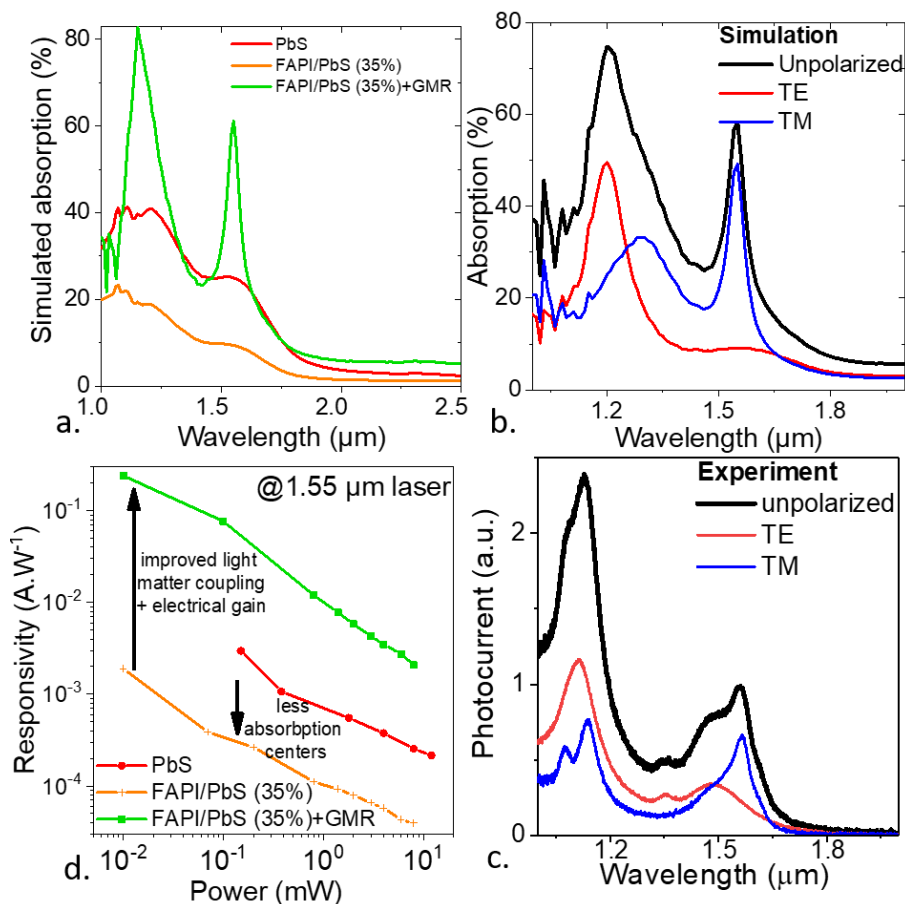 80
60
40
20
0
1.0
1.5
2.0
2.5
Simulated absorption (%)
Wavelength (µm)
PbS
FAPI/PbS (35%)
FAPI/PbS (35%)+GMR
a.
80
60
40
20
0
1.2
1.5
1.8
Absorption (%)
Wavelength (µm)
Simulation
Unpolarized
TE
TM
b.
10⁻¹
10⁻²
10⁻³
10⁻⁴
10⁻²
10⁻¹
10⁰
10¹
Responsivity (A.W⁻¹)
Power (mW)
@1.55 µm laser
improved light
matter coupling
+ electrical gain
less
absorbption
centers
PbS
FAPI/PbS (35%)
FAPI/PbS (35%)+GMR
d.
2
1
0
1.2
1.5
1.8
Photocurrent (a.u.)
Wavelength (μm)
Experiment
unpolarized
TE
TM
c.